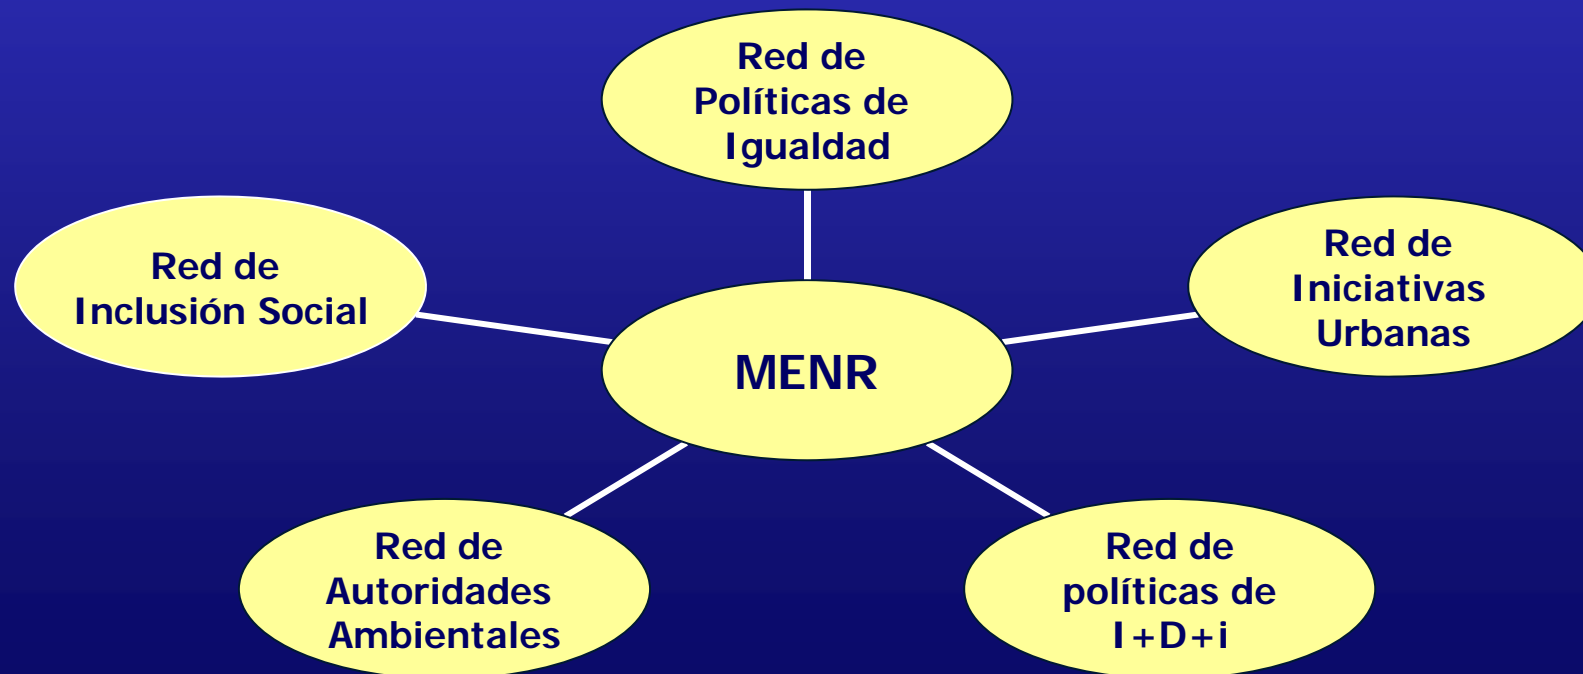 Red de
Políticas de
Igualdad
Red de
Inclusión Social
Red de
Iniciativas
Urbanas
MENR
Red de
Autoridades
Ambientales
Red de
políticas de
I+D+i